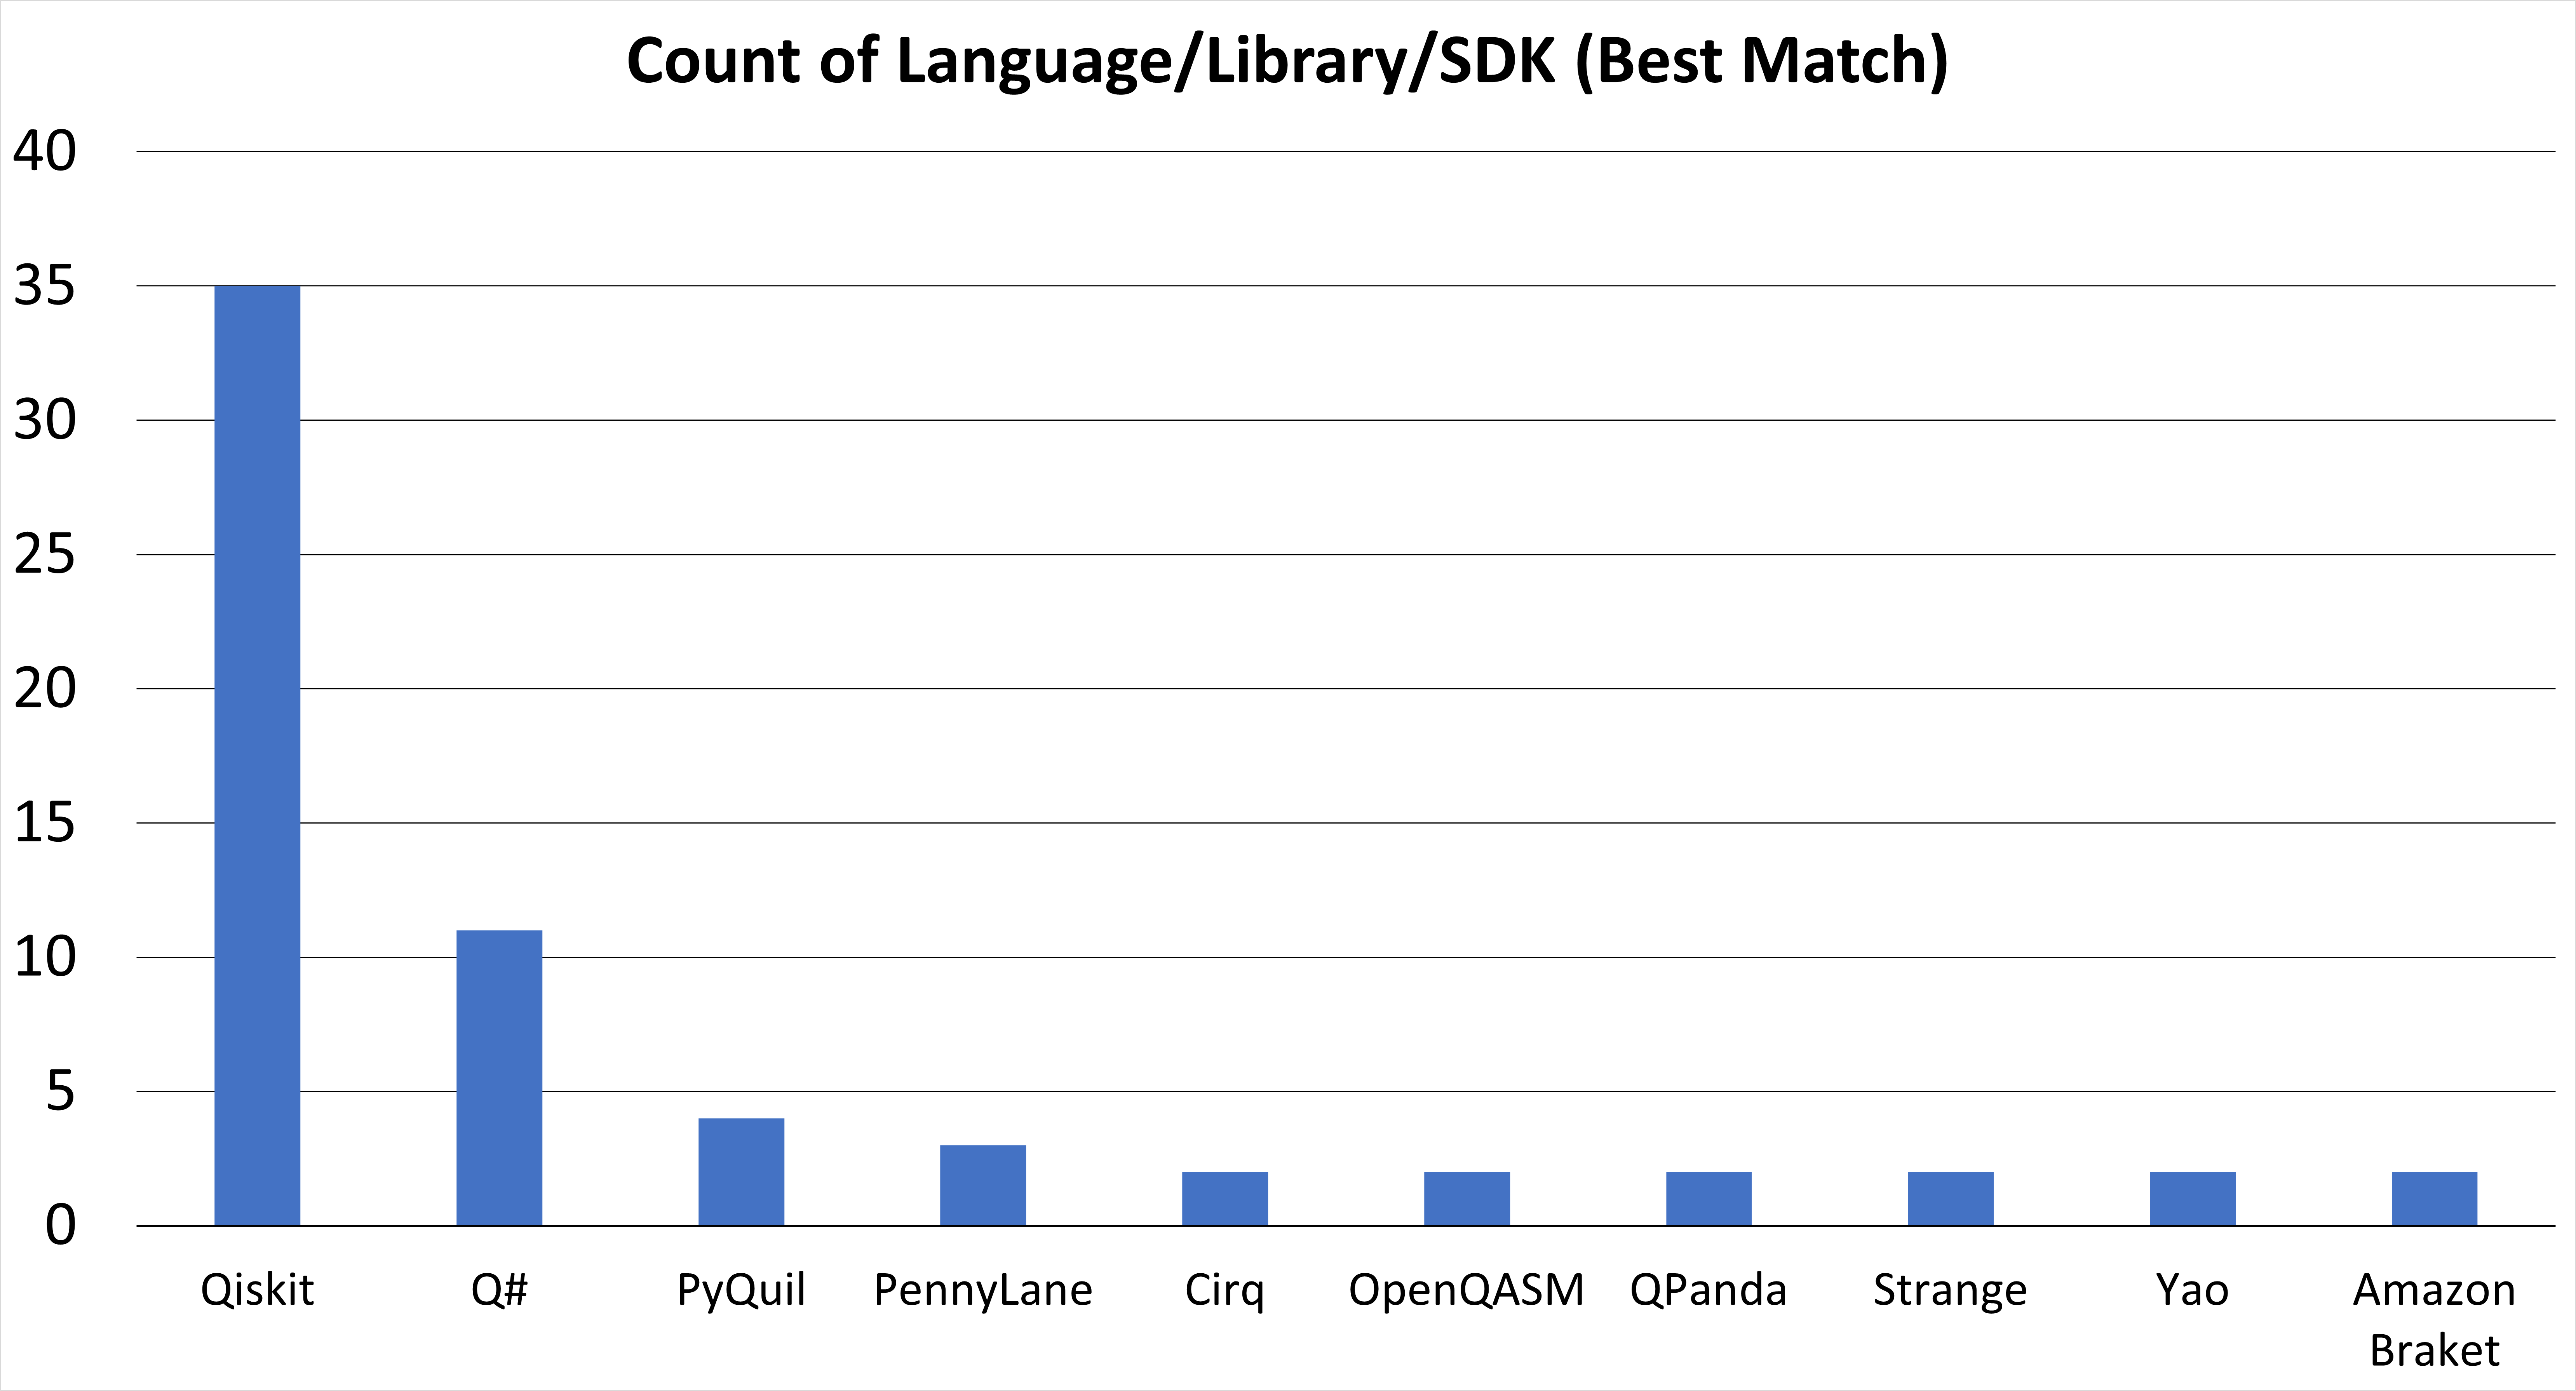 Count of Language/Library/SDK (Best Match)
40
35
30
25
20
15
10
5
0
Qiskit
Q#
PyQuil
PennyLane
Cirq
OpenQASM
QPanda
Strange
Yao
Amazon
Braket